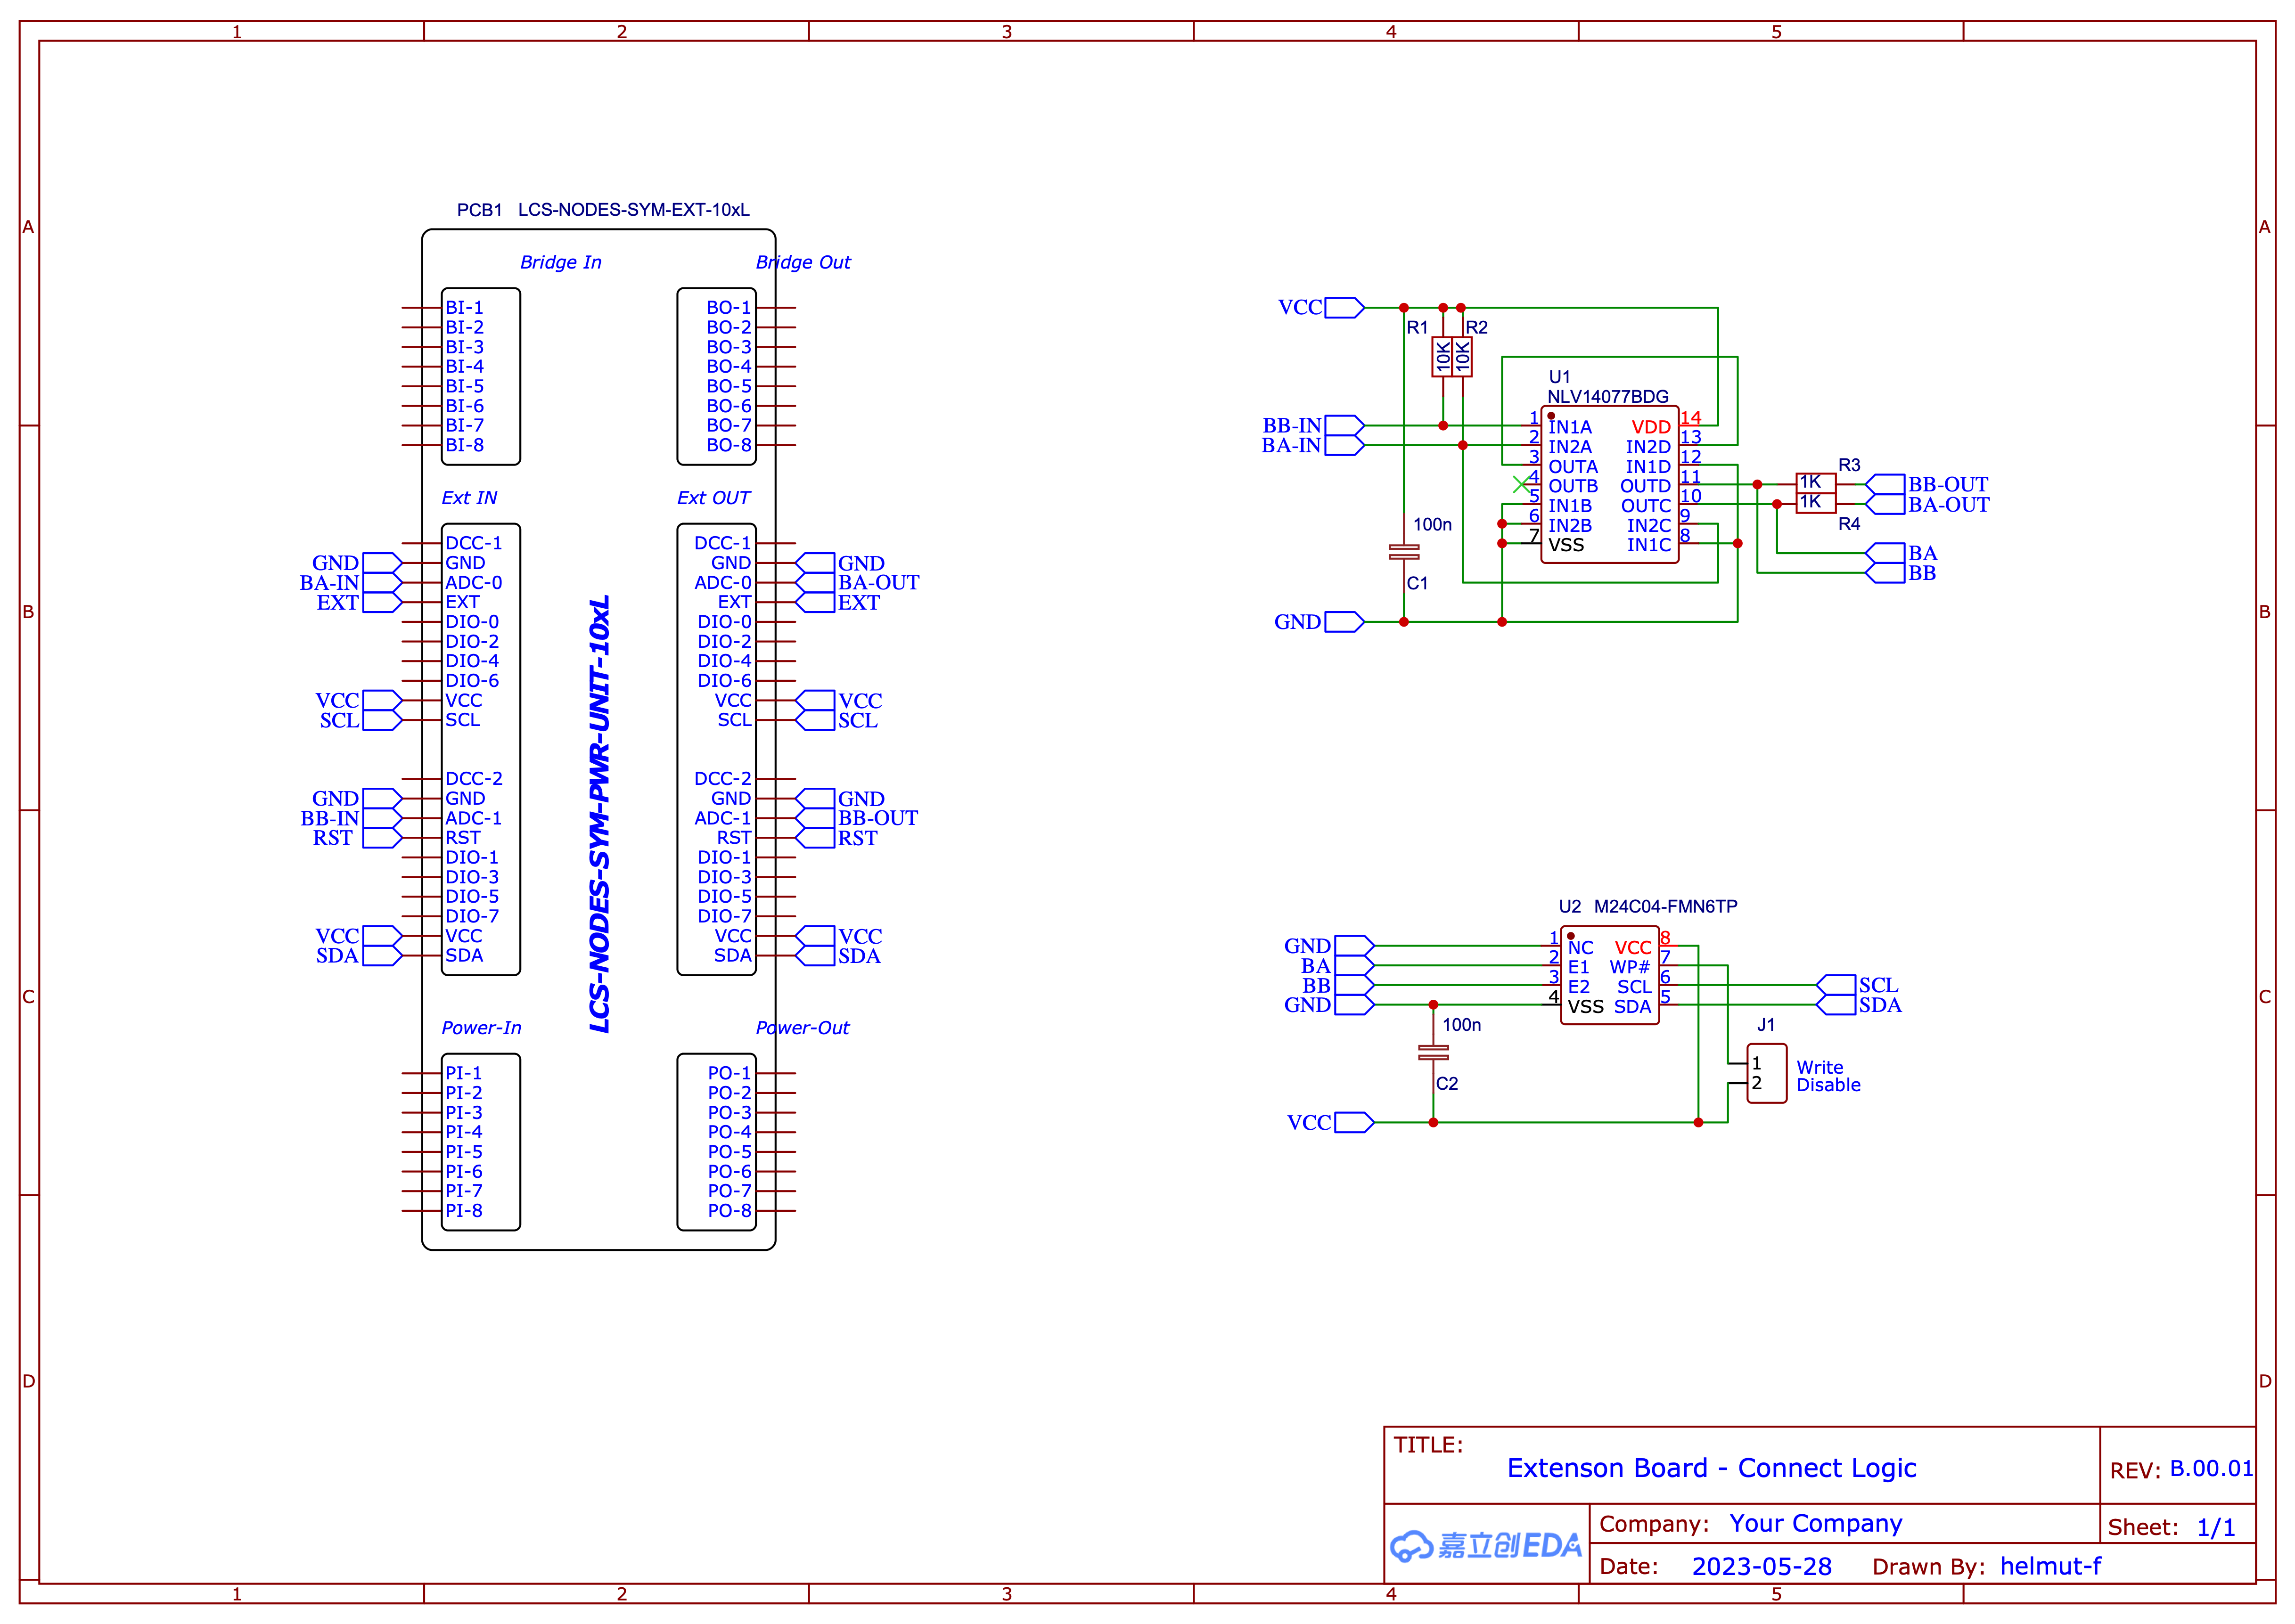 1 2 3 4 5
A A
B B
C C
D D
PCB1 LCS-NODES-SYM-EXT-10xL
Bridge In Bridge Out
BI-1 BO-1
BI-2 BO-2
BI-3 BO-3
BI-4 BO-4
BI-5 BO-5
BI-6 BO-6
BI-7 BO-7
BI-8 BO-8
Ext IN Ext OUT
DCC-1 DCC-1
GND GND GND GND
BA-IN ADC-0 ADC-0 BA-OUT
EXT EXT EXT EXT
DIO-0 DIO-0
DIO-2 DIO-2
DIO-4 DIO-4
DIO-6 DIO-6
VCC VCC VCC VCC
SCL SCL SCL SCL
DCC-2 DCC-2
GND GND GND GND
BB-IN ADC-1 ADC-1 BB-OUT
RST RST RST RST
DIO-1 DIO-1
DIO-3 DIO-3
DIO-5 DIO-5
DIO-7 DIO-7
VCC VCC VCC VCC
SDA SDA SDA SDA
LCS-NODES-SYM-PWR-UNIT-10xL
Power-In Power-Out
PI-1 PO-1
PI-2 PO-2
PI-3 PO-3
PI-4 PO-4
PI-5 PO-5
PI-6 PO-6
PI-7 PO-7
PI-8 PO-8
VCC
R1 R2
10K 10K
U1
NLV14077BDG
BB-IN 1 IN1A VDD 14
BA-IN 2 IN2A IN2D 13
3 OUTA IN1D 12
4 OUTB OUTD 11
5 IN1B OUTC 10
6 IN2B IN2C 9
7 VSS IN1C 8
R3
1K BB-OUT
1K BA-OUT
R4
BA
BB
100n
C1
GND
U2 M24C04-FMN6TP
GND 1 NC VCC 8
BA 2 E1 WP# 7
BB 3 E2 SCL 6 SCL
GND 4 VSS SDA 5 SDA
100n
C2
VCC
J1
1
2
Write
Disable
TITLE:
Extenson Board - Connect Logic
REV: B.00.01
嘉立创EDA
Company: Your Company
Sheet: 1/1
Date: 2023-05-28 Drawn By: helmut-f
1 2 3 4 5